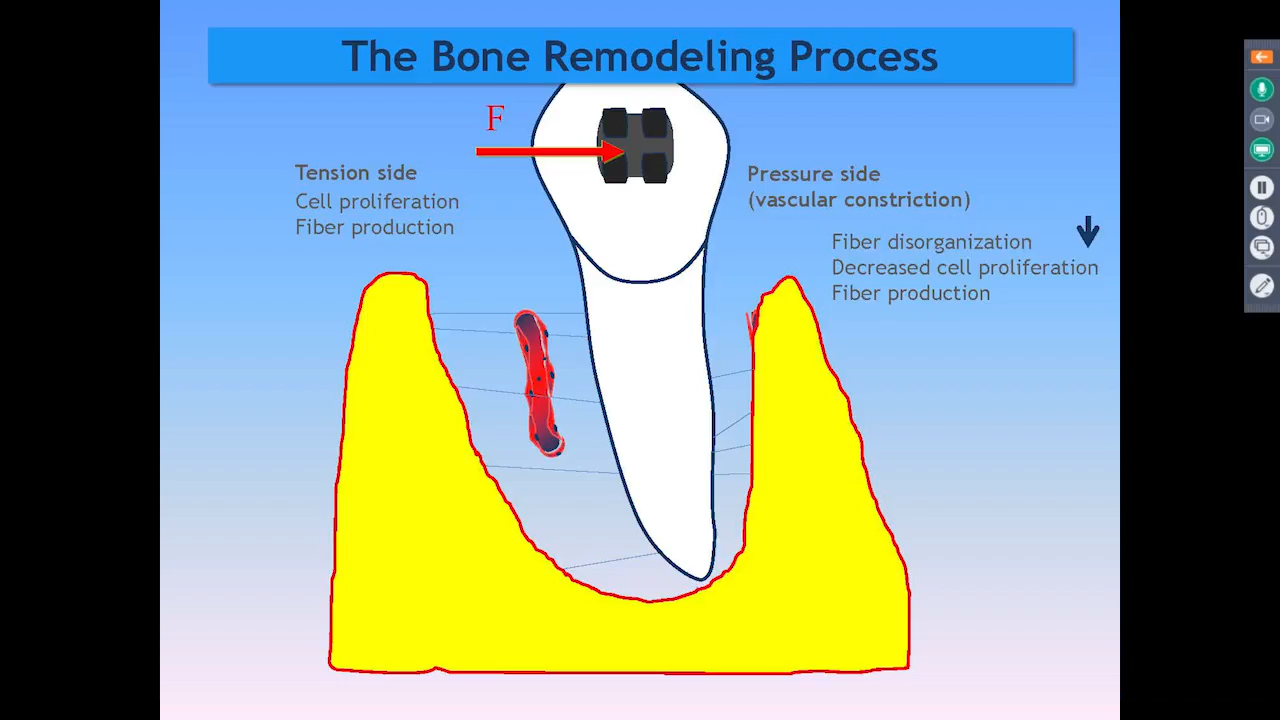 The Bone Remodeling Process
F
Tension side
Cell proliferation
Fiber production
Pressure side
(vascular constriction)
Fiber disorganization
Decreased cell proliferation
Fiber production